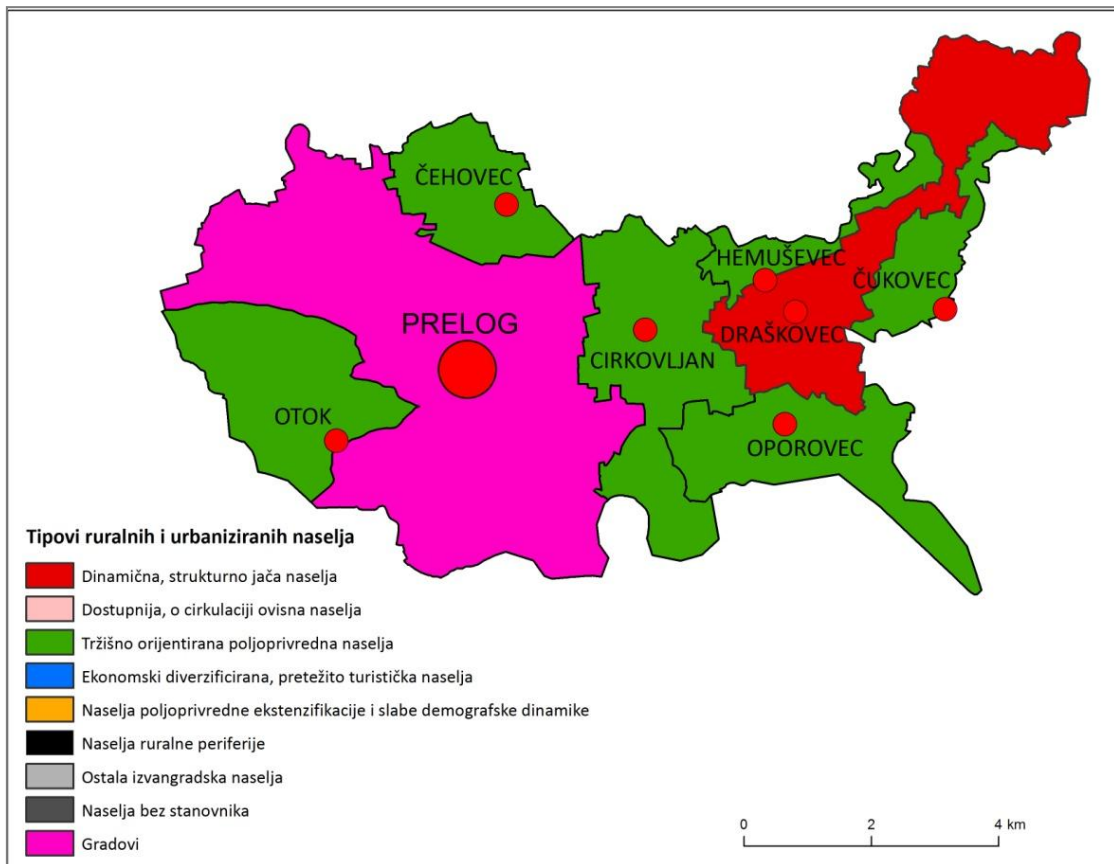 ČEHOVEC
HEMUŠEVEC
ČUKOVEC
PRELOG
DRAŠKOVEC
CIRKOVLJAN
OTOK
OPOROVEC
Tipovi ruralnih i urbaniziranih naselja
Dinamična, strukturno jača naselja
Dostupnija, o cirkulaciji ovisna naselja
Tržišno orijentirana poljoprivredna naselja
Ekonomski diverzificirana, pretežito turistička naselja
Naselja poljoprivredne ekstenzifikacije i slabe demografske dinamike
Naselja ruralne periferije
Ostala izvangradska naselja
Naselja bez stanovnika
Gradovi
0 2 4 km